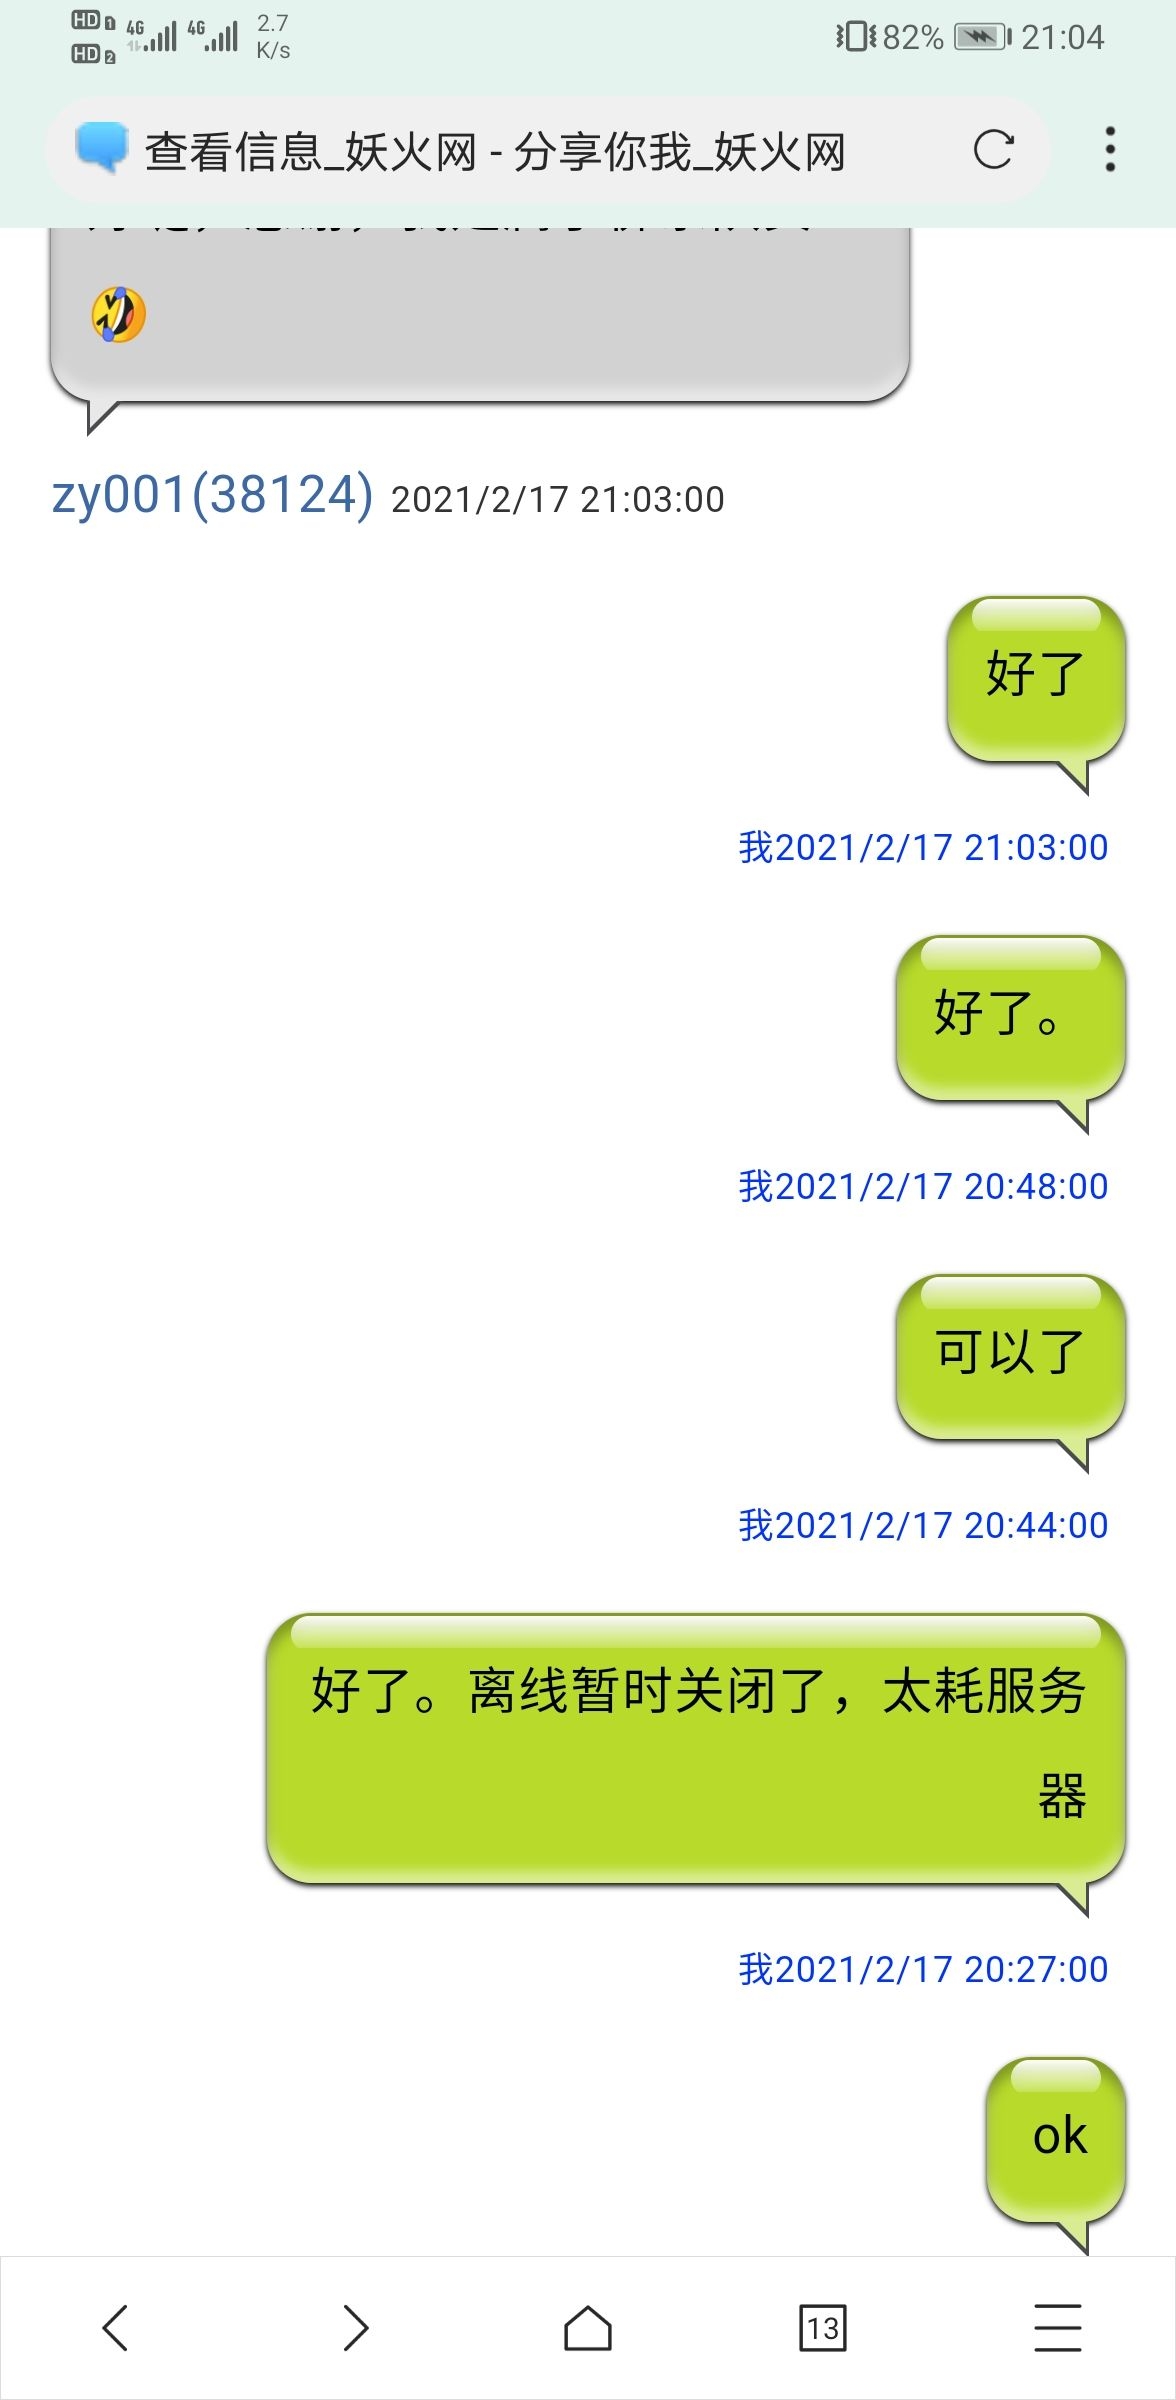 HD 1 4G 4G 2.7
HD 2 K/s
82% 21:04
查看信息_妖火网 - 分享你我_妖火网
zy001(38124) 2021/2/17 21:03:00
好了
我2021/2/17 21:03:00
好了。
我2021/2/17 20:48:00
可以了
我2021/2/17 20:44:00
好了。离线暂时关闭了，太耗服务
器
我2021/2/17 20:27:00
ok
13